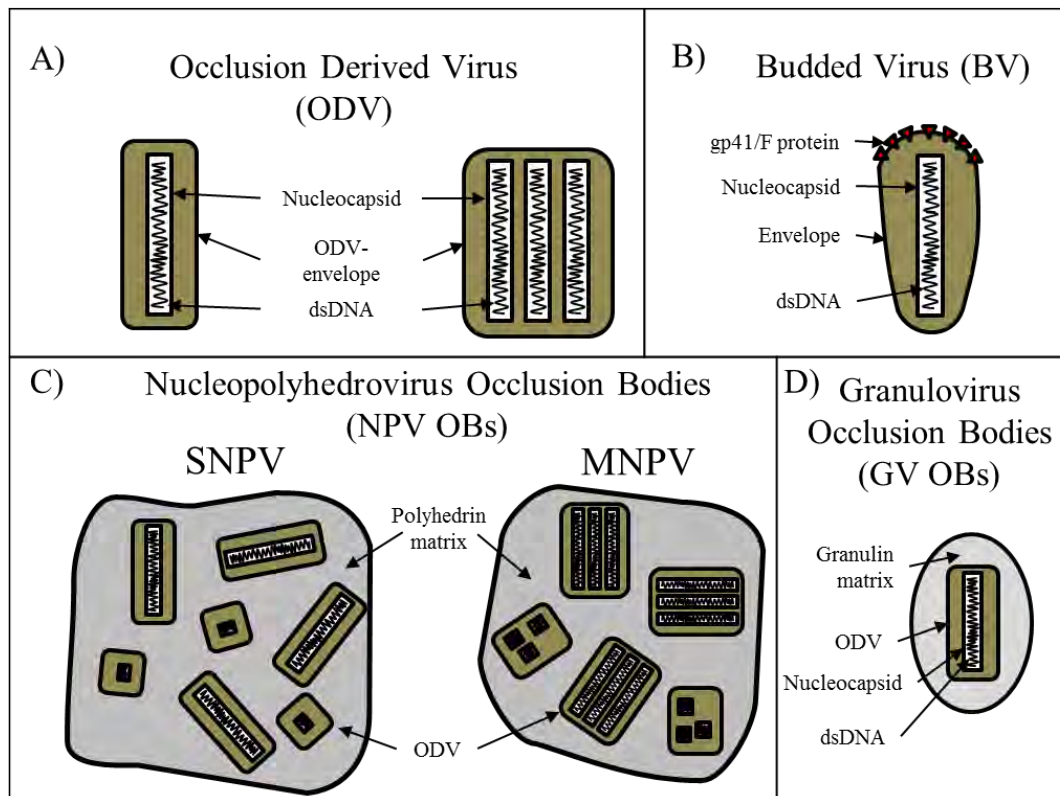 A)
Occlusion Derived Virus
(ODV)
Nucleocapsid
ODV-
envelope
dsDNA
B)
Budded Virus (BV)
gp41/F protein
Nucleocapsid
Envelope
dsDNA
C)
Nucleopolyhedrovirus Occlusion Bodies
(NPV OBs)
SNPV
MNPV
Polyhedrin
matrix
ODV
D)
Granulovirus
Occlusion Bodies
(GV OBs)
Granulin
matrix
ODV
Nucleocapsid
dsDNA